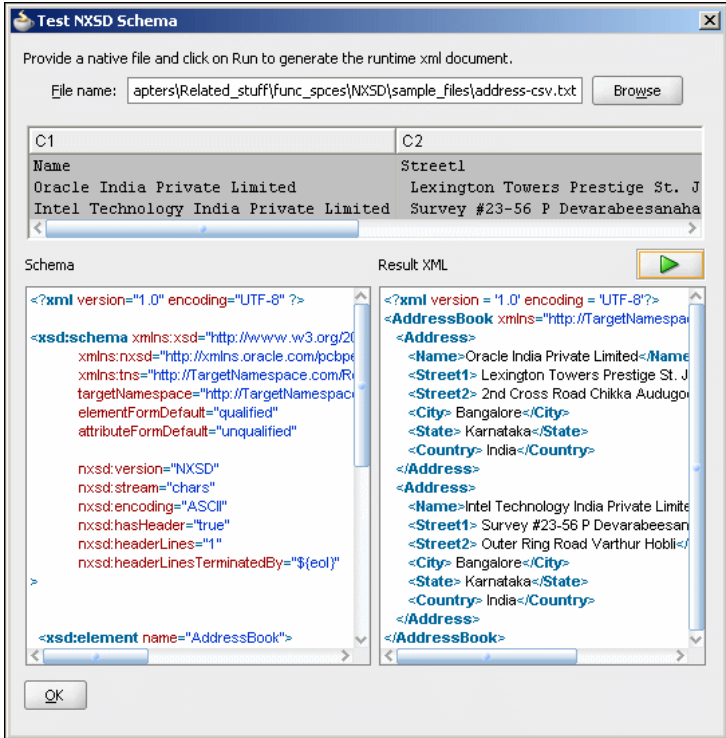 Test NXSD Schema
Provide a native file and click on Run to generate the runtime xml document.
File name: apters\Related_stuff\func_spces\NXSD\sample_files\address-csv.txt Browse
C1 C2
Name Street1
Oracle India Private Limited Lexington Towers Prestige St. J
Intel Technology India Private Limited Survey #23-56 P Devarabeesanaha
Schema
<?xml version="1.0" encoding="UTF-8" ?>
<xsd:schema xmlns:xsd="http://www.w3.org/20
xmlns:nxsd="http://xmlns.oracle.com/pcbpe
xmlns:tns="http://TargetNamespace.com/Re
targetNamespace="http://TargetNamespac
elementFormDefault="qualified"
attributeFormDefault="unqualified"
nxsd:version="NXSD"
nxsd:stream="chars"
nxsd:encoding="ASCII"
nxsd:hasHeader="true"
nxsd:headerLines="1"
nxsd:headerLinesTerminatedBy="${eol}"
>
<xsd:element name="AddressBook">
Result XML
<?xml version = '1.0' encoding = 'UTF-8'?>
<AddressBook xmlns="http://TargetNamespa
<Address>
<Name>Oracle India Private Limited</Name
<Street1> Lexington Towers Prestige St. J
<Street2> 2nd Cross Road Chikka Audugo
<City> Bangalore</City>
<State> Karnataka</State>
<Country> India</Country>
</Address>
<Address>
<Name>Intel Technology India Private Limite
<Street1> Survey #23-56 P Devarabeesan
<Street2> Outer Ring Road Varthur Hobli</
<City> Bangalore</City>
<State> Karnataka</State>
<Country> India</Country>
</Address>
</AddressBook>
OK